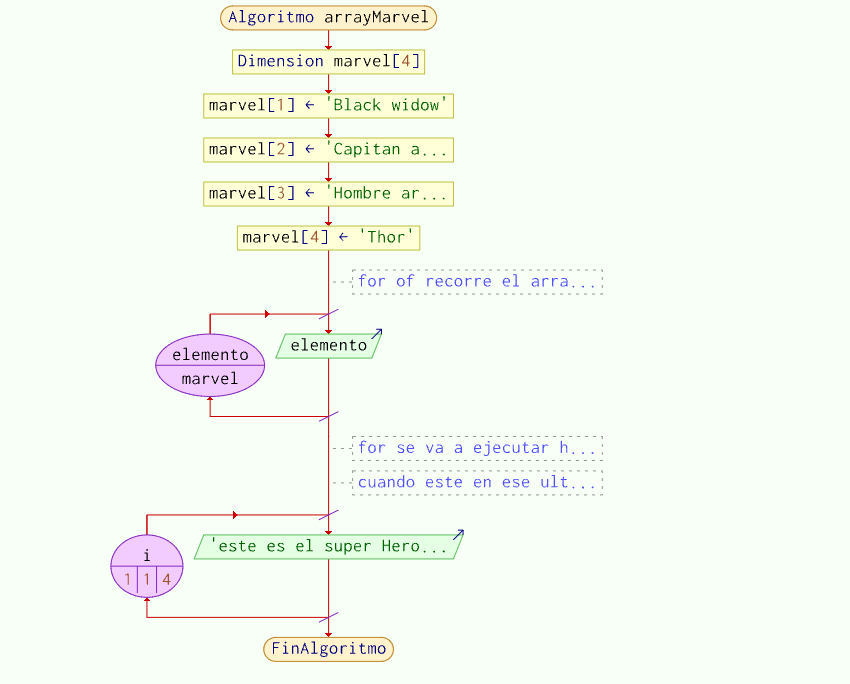 Algoritmo arrayMarvel
Dimension marvel[4]
marvel[1] ← 'Black widow'
marvel[2] ← 'Capitan a...
marvel[3] ← 'Hombre ar...
marvel[4] ← 'Thor'
for of recorre el arra...
elemento
marvel
elemento
for se va a ejecutar h...
cuando este en ese ult...
i
1 1 4
'este es el super Hero...
FinAlgoritmo